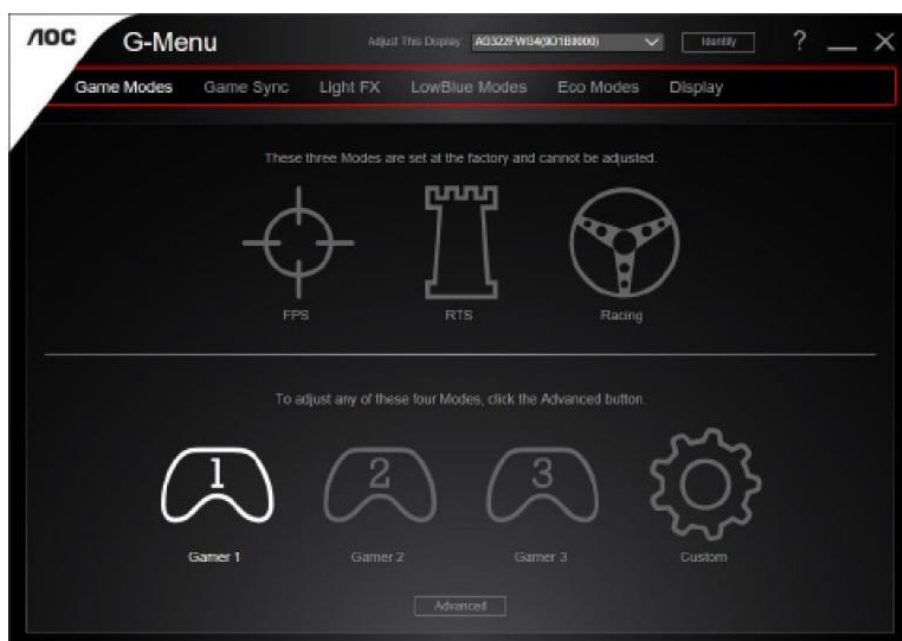 AOC G-Menu Adjust This Display Identify ?
Game Modes Game Sync Light FX LowBlue Modes Eco Modes Display
These three Modes are set at the factory and cannot be adjusted.
FPS RTS Racing
To adjust any of these four Modes, click the Advanced button.
1 2 3
Gamer 1 Gamer 2 Gamer 3 Custom
Advanced